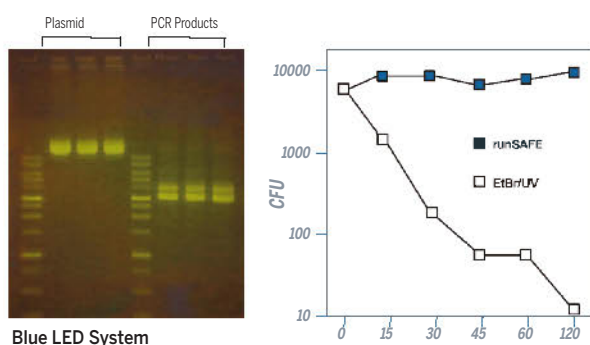 Plasmid
PCR Products
Blue LED System
10000
1000
100
10
CFU
runSAFE
EtBr/UV
0 15 30 45 60 120